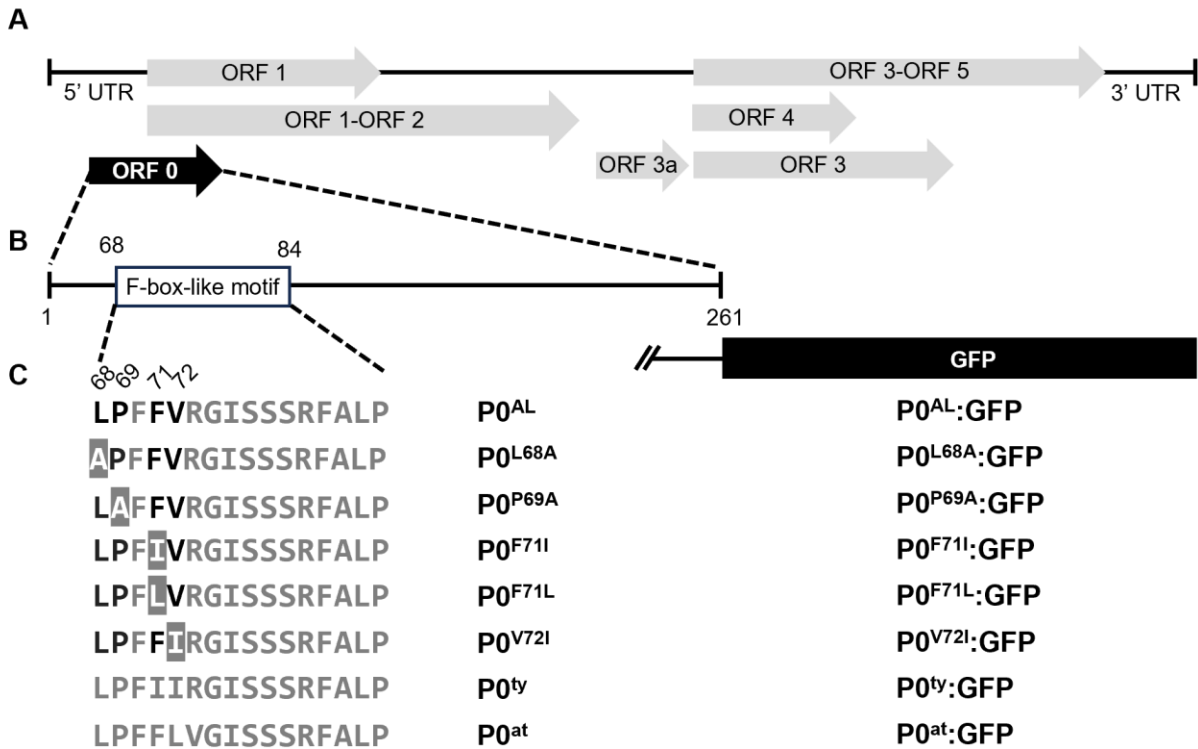 A
ORF 1
ORF 3-ORF 5
5’ UTR
3’ UTR
ORF 1-ORF 2
ORF 4
ORF 0
ORF 3a
ORF 3
B
68
84
F-box-like motif
1
261
GFP
C
68 69 71 72
LPFFVRGISSSRFALP P0ᴬᴸ P0ᴬᴸ:GFP
APFFVRGISSSRFALP P0ᴸ⁶⁸ᴬ P0ᴸ⁶⁸ᴬ:GFP
LAFFVRGISSSRFALP P0ᴾ⁶⁹ᴬ P0ᴾ⁶⁹ᴬ:GFP
LPFIVRGISSSRFALP P0F71I P0F71I:GFP
LPFLVRGISSSRFALP P0F71L P0F71L:GFP
LPFFIRGISSSRFALP P0V72I P0V72I:GFP
LPFIIRGISSSRFALP P0ᵗʸ P0ᵗʸ:GFP
LPFFLVGISSSRFALP P0ᵃᵗ P0ᵃᵗ:GFP